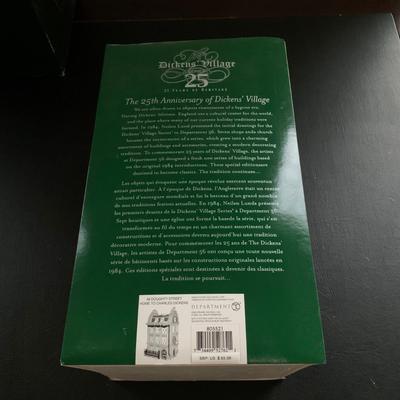 Dickens' Village
25
25 YEARS OF HERITAGE
The 25th Anniversary of Dickens' Village
We are often drawn to objects reminiscent of a bygone era.
During Dickens' lifetime, England was a cultural center for the world,
and the place where many of our current holiday traditions were
formed. In 1984, Neilan Lund presented the initial drawings for the
Dickens' Village Series® to Department 56. Seven shops and a church
became the cornerstone of a series, which grew into a charming
assortment of buildings and accessories, creating a modern decorating
tradition. To commemorate 25 years of Dickens' Village, the artists
at Department 56 designed a fresh new series of buildings based
on the original 1984 introductions. These special editions are
destined to become classics. The tradition continues...
Les objets qui évoquent une époque révolue exercent souvent un
attrait particulier. À l'époque de Dickens, l'Angleterre était un centre
culturel d'envergure mondiale et fut le berceau d'un grand nombre
de nos traditions festives actuelles. En 1984, Neilan Lunda présenta
les premiers dessins de la Dickens' Village Series® à Department 56.
Sept boutiques et une église ont formé la base de la série, qui s'est
transformée au fil du temps en un charmant assortiment de
constructions et d'accessoires devenu aujourd'hui une tradition
décorative moderne. Pour commémorer les 25 ans de The Dickens'
Village, les artistes de Department 56 ont conçu une toute nouvelle
série de bâtiments basés sur les constructions originales lancées en
1984. Ces éditions spéciales sont destinées à devenir des classiques.
La tradition se poursuit...
48 DOUGHTY STREET
HOME TO CHARLES DICKENS
DEPARTMENT 56
805521
SRP: US $